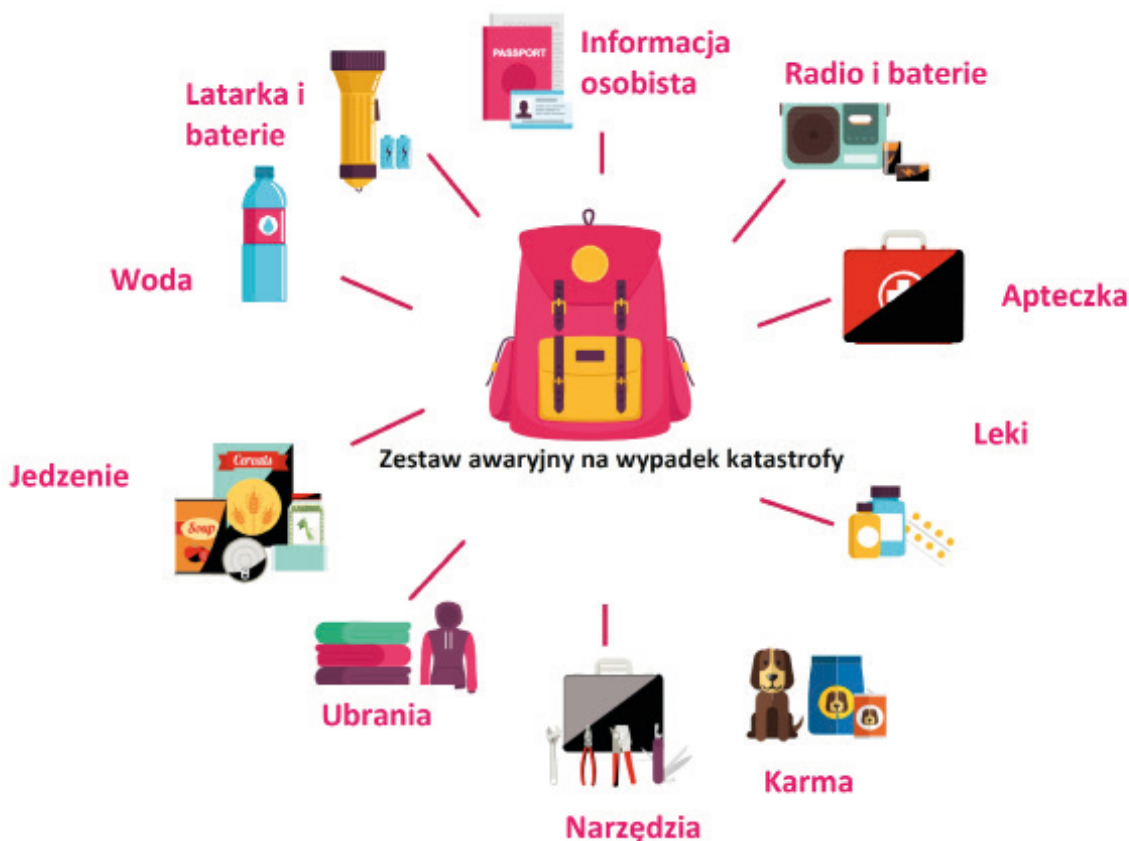 Informacja
osobista
PASSPORT
Radio i baterie
Latarka i
baterie
Woda
Apteczka
Leki
Zestaw awaryjny na wypadek katastrofy
Jedzenie
Cereals
Soup
Ubrania
Karma
Narzędzia